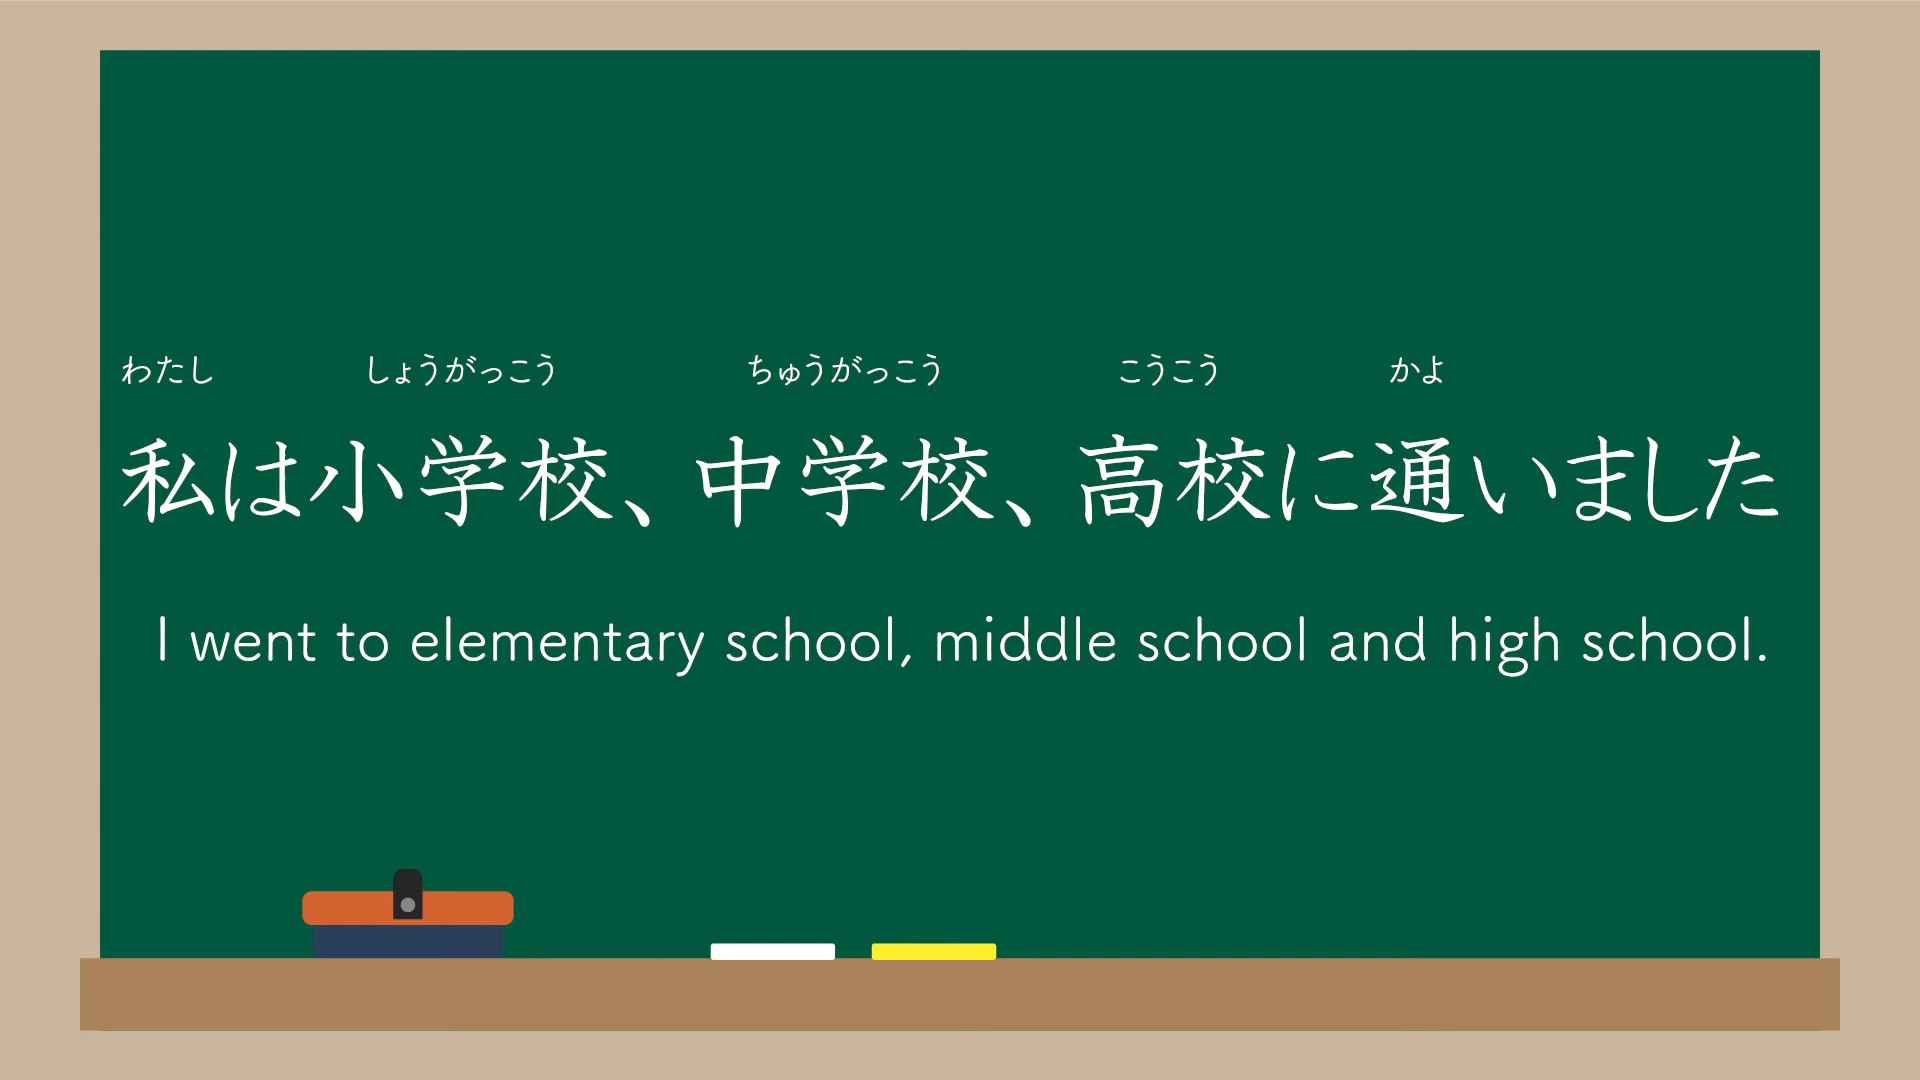 わたし しょうがっこう ちゅうがっこう こうこう かよ
私は小学校、中学校、高校に通いました
I went to elementary school, middle school and high school.